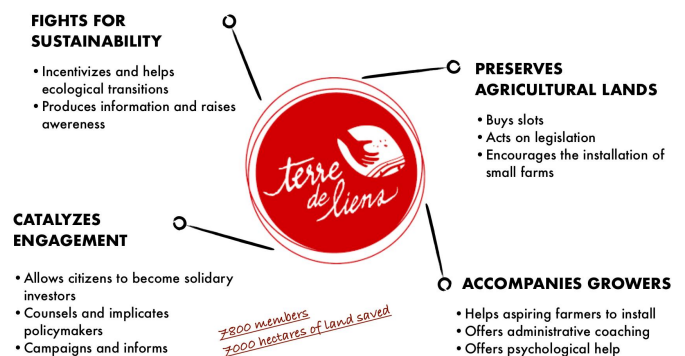 FIGHTS FOR
SUSTAINABILITY
• Incentivizes and helps
ecological transitions
• Produces information and raises
awereness
PRESERVES
AGRICULTURAL LANDS
• Buys slots
• Acts on legislation
• Encourages the installation of
small farms
terre
de
liens
CATALYZES
ENGAGEMENT
• Allows citizens to become solidary
investors
• Counsels and implicates
policymakers
• Campaigns and informs
7800 members
7000 hectares of land saved
ACCOMPANIES GROWERS
• Helps aspiring farmers to install
• Offers administrative coaching
• Offers psychological help